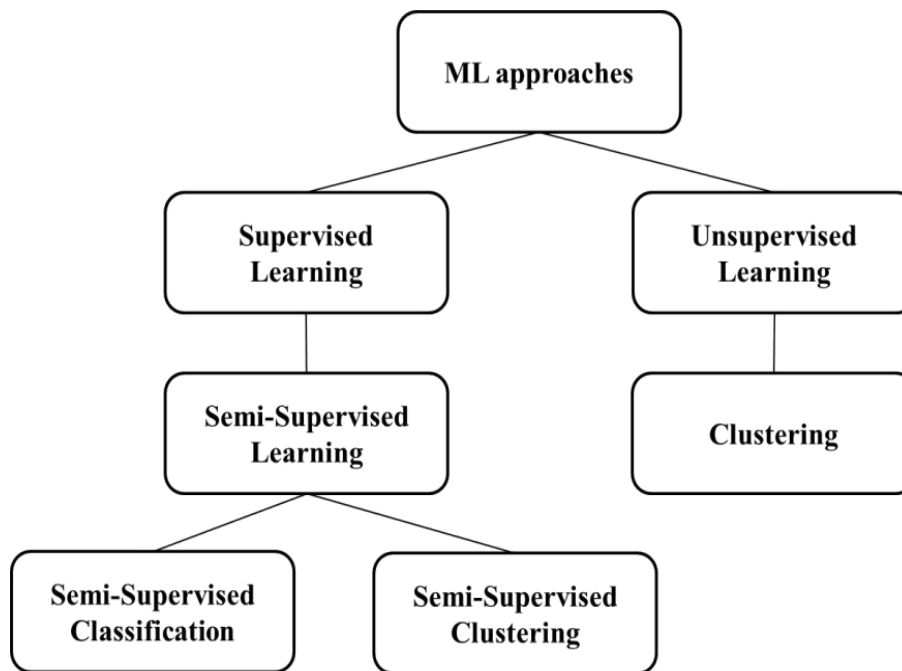 ML approaches
Supervised
Learning
Unsupervised
Learning
Semi-Supervised
Learning
Clustering
Semi-Supervised
Classification
Semi-Supervised
Clustering